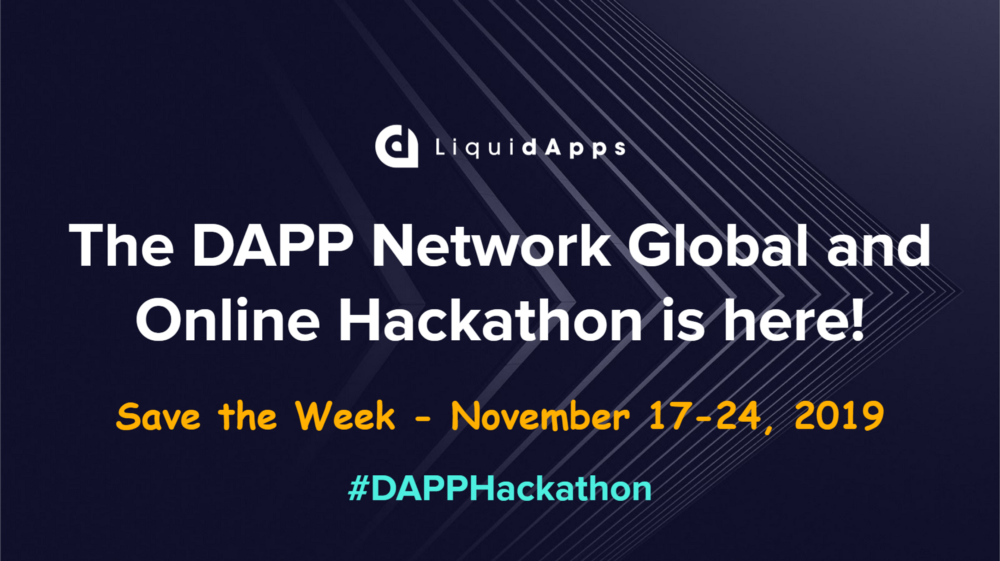 LiquidApps
The DAPP Network Global and
Online Hackathon is here!
Save the Week - November 17-24, 2019
#DAPPHackathon